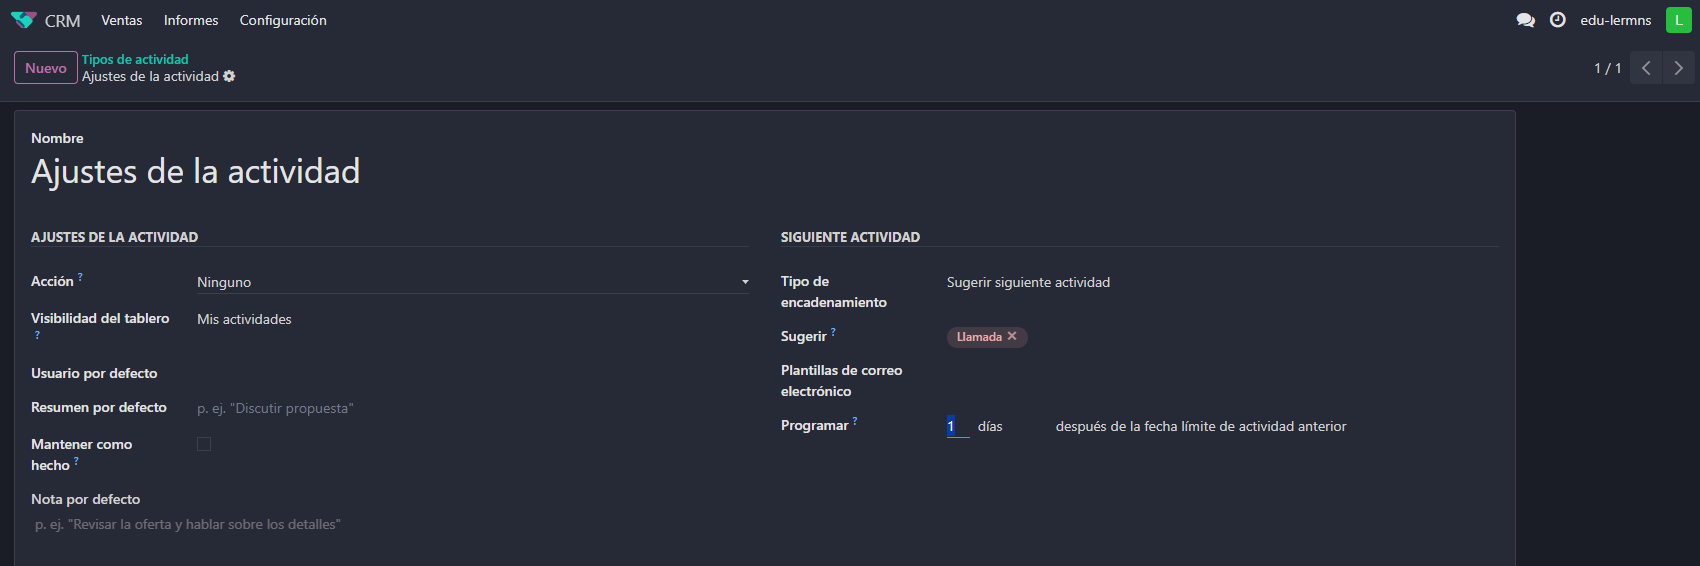 CRM Ventas Informes Configuración edu-lermns L
Nuevo Tipos de actividad
Ajustes de la actividad 1 / 1
Nombre
Ajustes de la actividad
AJUSTES DE LA ACTIVIDAD
Acción ? Ninguno
Visibilidad del tablero Mis actividades
?
Usuario por defecto
Resumen por defecto p. ej. "Discutir propuesta"
Mantener como
hecho ?
Nota por defecto
p. ej. "Revisar la oferta y hablar sobre los detalles"
SIGUIENTE ACTIVIDAD
Tipo de Sugerir siguiente actividad
encadenamiento
Sugerir ? Llamada ✕
Plantillas de correo
electrónico
Programar ? 1 días después de la fecha límite de actividad anterior